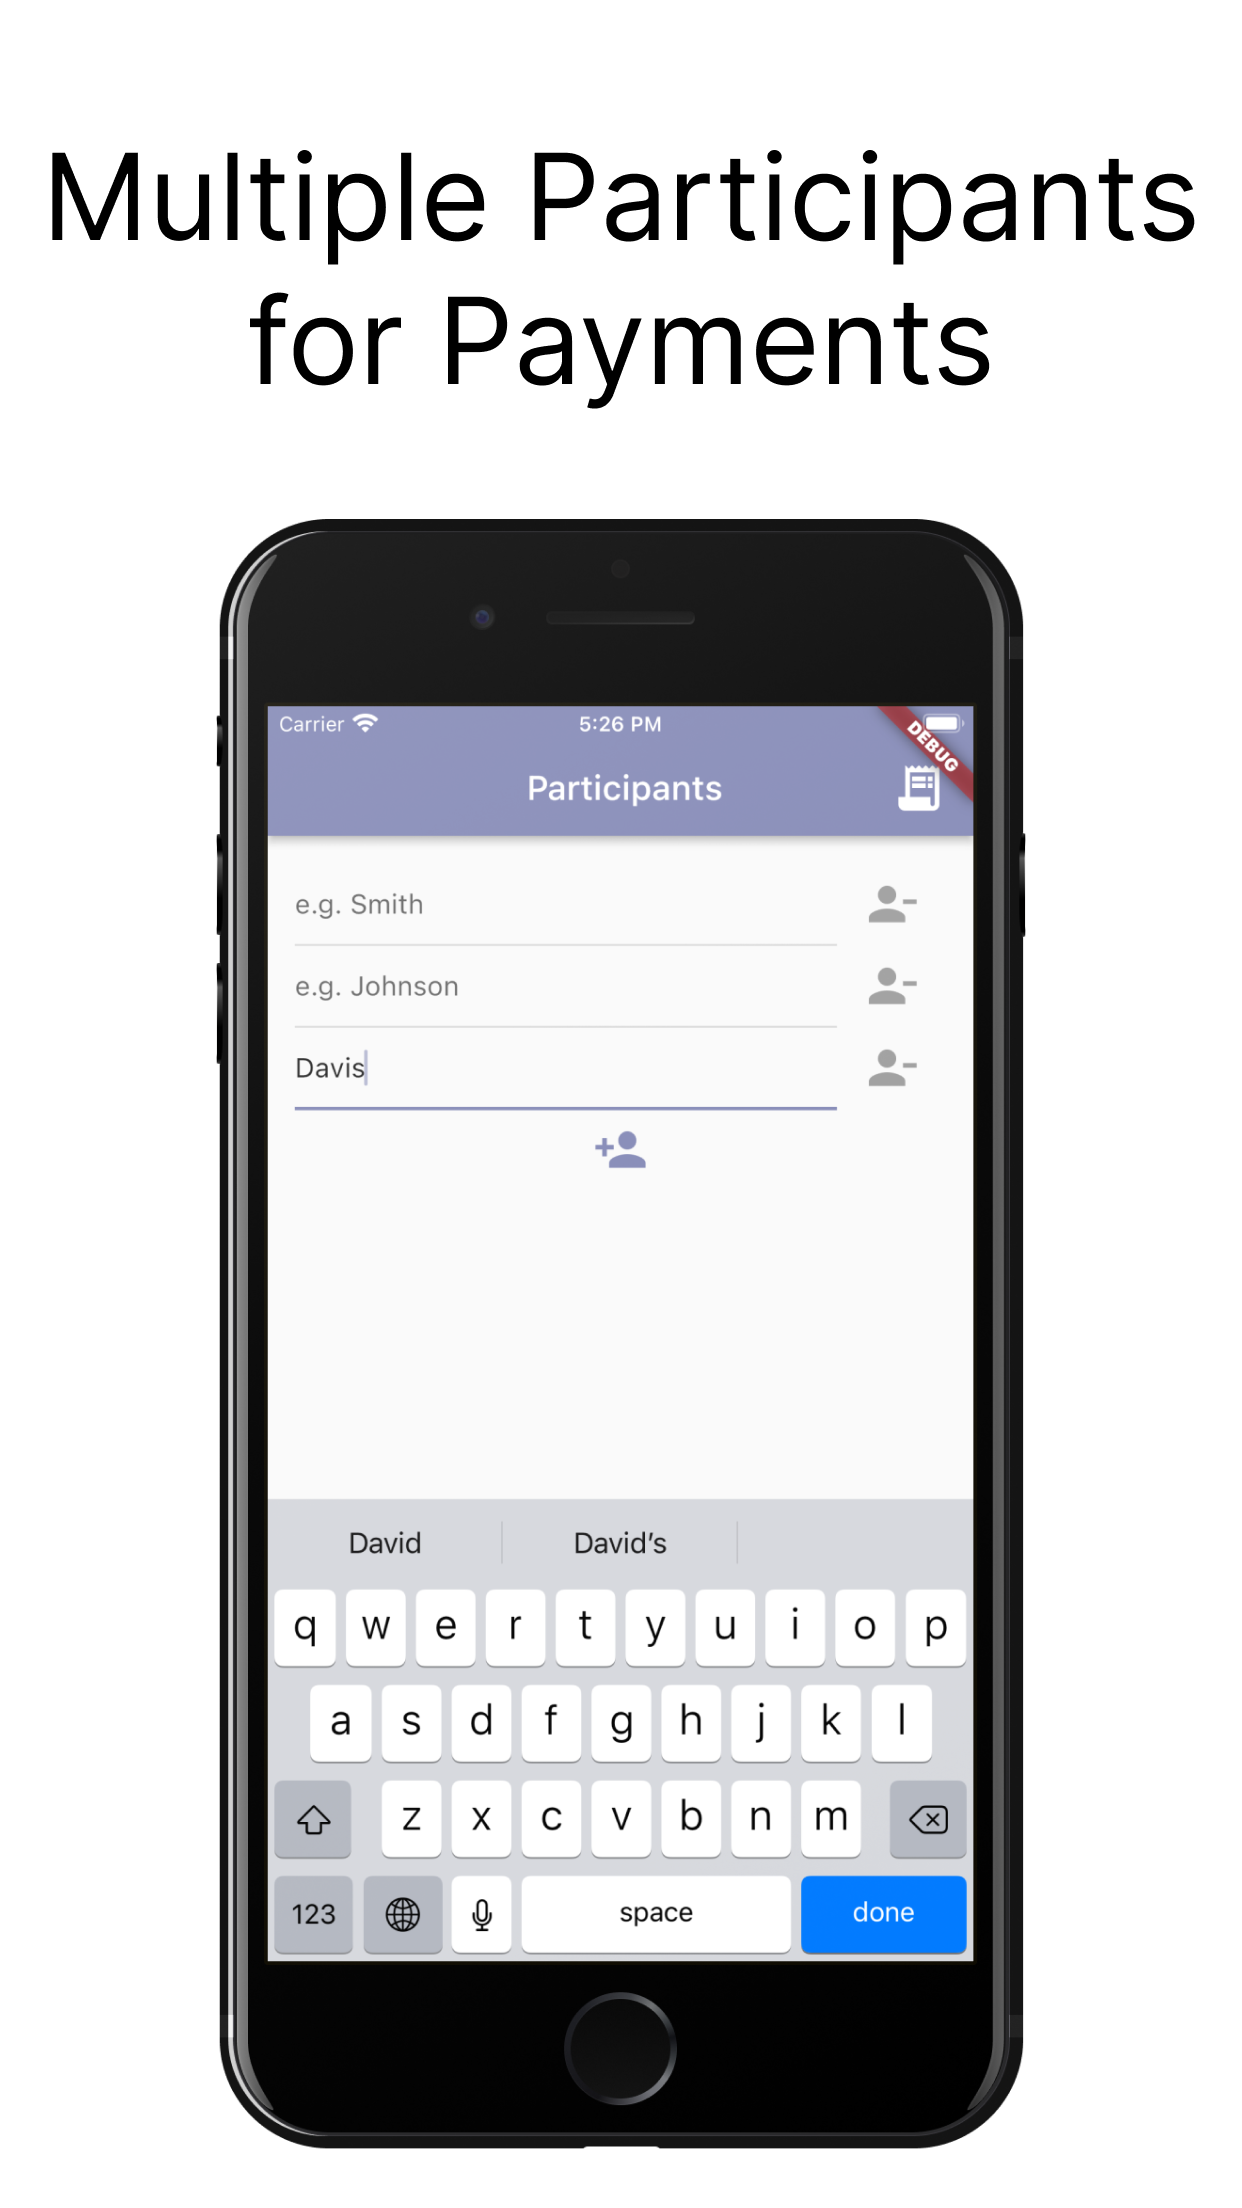 Multiple Participants
for Payments
Carrier 5:26 PM
DEBUG
Participants
e.g. Smith
e.g. Johnson
Davis
David David's
q w e r t y u i o p
a s d f g h j k l
z x c v b n m
123 space done